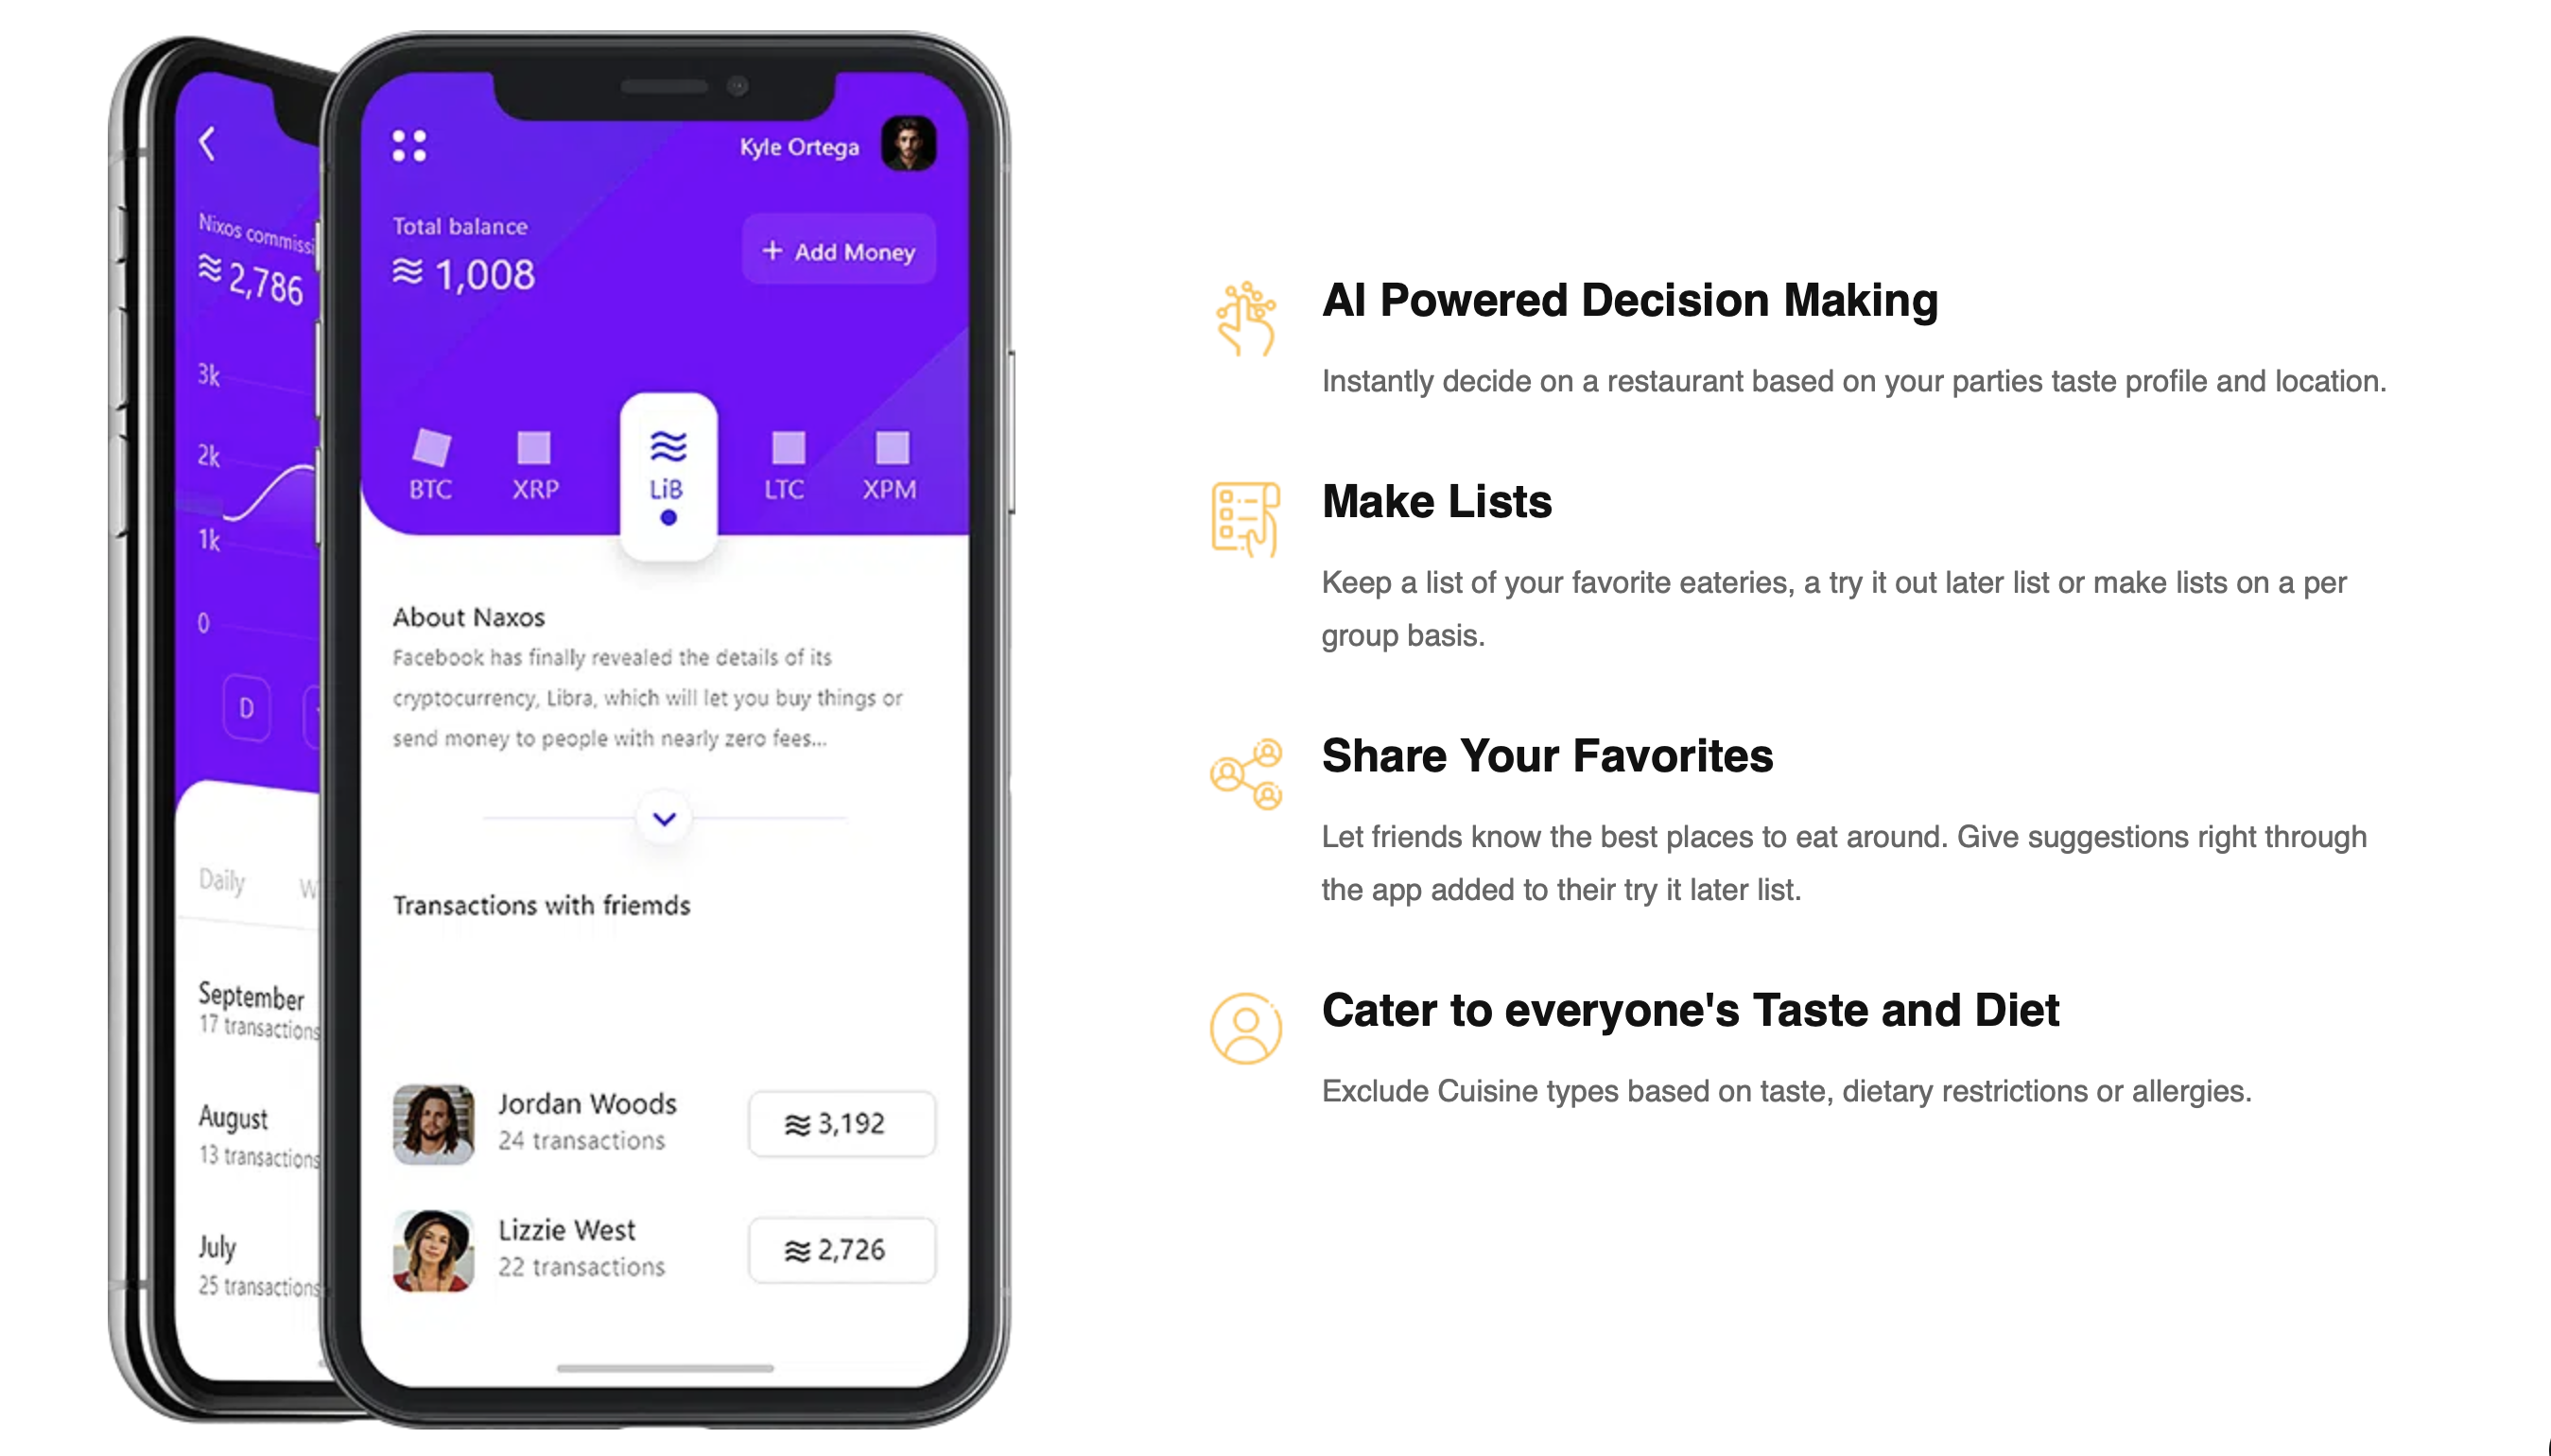 Nixos commissi
≋ 2,786
3k
2k
1k
0
D
Daily
September
17 transactions
August
13 transactions
July
25 transactions
Kyle Ortega
Total balance
≋ 1,008
+ Add Money
BTC
XRP
LiB
LTC
XPM
About Naxos
Facebook has finally revealed the details of its
cryptocurrency, Libra, which will let you buy things or
send money to people with nearly zero fees...
Transactions with friemds
Jordan Woods
24 transactions
≋ 3,192
Lizzie West
22 transactions
≋ 2,726
AI Powered Decision Making
Instantly decide on a restaurant based on your parties taste profile and location.
Make Lists
Keep a list of your favorite eateries, a try it out later list or make lists on a per
group basis.
Share Your Favorites
Let friends know the best places to eat around. Give suggestions right through
the app added to their try it later list.
Cater to everyone's Taste and Diet
Exclude Cuisine types based on taste, dietary restrictions or allergies.